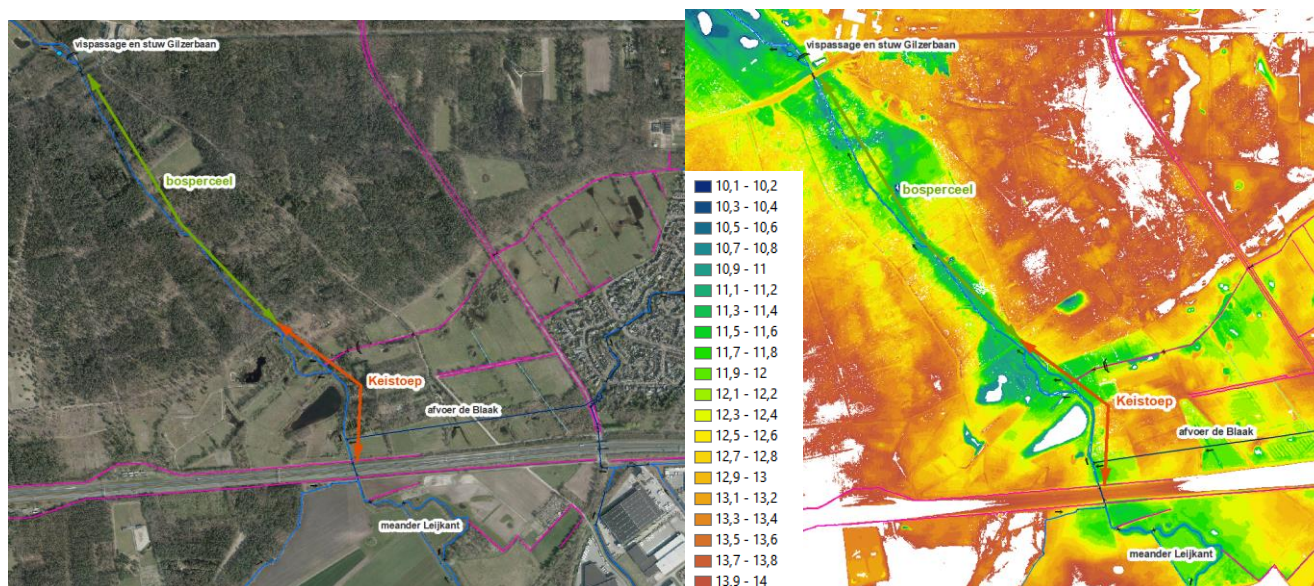 vispassage en stuw Gilzerbaan
bosperceel
Keistoep
afvoer de Blaak
meander Leijkant
vispassage en stuw Gilzerbaan
bosperceel
Keistoep
afvoer de Blaak
meander Leijkant
10,1 - 10,2
10,3 - 10,4
10,5 - 10,6
10,7 - 10,8
10,9 - 11
11,1 - 11,2
11,3 - 11,4
11,5 - 11,6
11,7 - 11,8
11,9 - 12
12,1 - 12,2
12,3 - 12,4
12,5 - 12,6
12,7 - 12,8
12,9 - 13
13,1 - 13,2
13,3 - 13,4
13,5 - 13,6
13,7 - 13,8
13,9 - 14